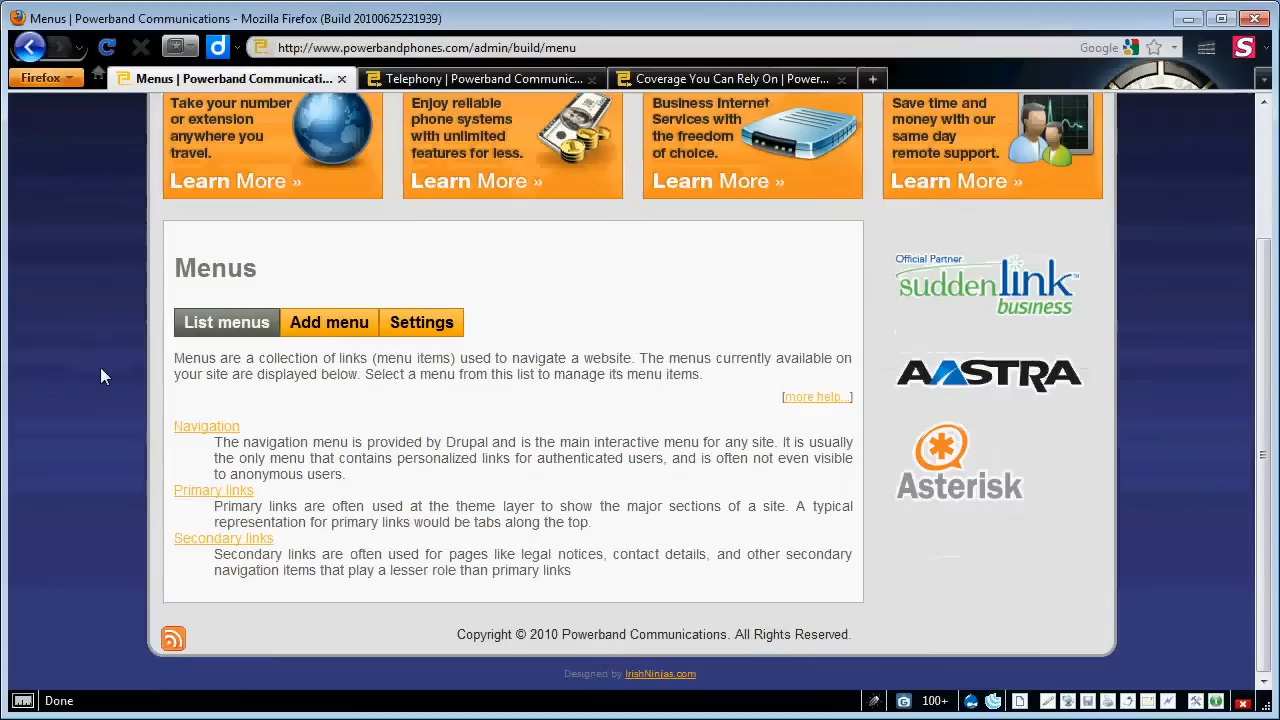 Menus | Powerband Communications - Mozilla Firefox (Build 20100625231939)
http://www.powerbandphones.com/admin/build/menu
Google
Firefox
Menus | Powerband Communicati...
Telephony | Powerband Communic...
Coverage You Can Rely On | Power...
Take your number
or extension
anywhere you
travel.
Learn More »
Enjoy reliable
phone systems
with unlimited
features for less.
Learn More »
Business Internet
Services with
the freedom
of choice.
Learn More »
Save time and
money with our
same day
remote support.
Learn More »
Menus
List menus
Add menu
Settings
Menus are a collection of links (menu items) used to navigate a website. The menus currently available on
your site are displayed below. Select a menu from this list to manage its menu items.
[more help...]
Navigation
The navigation menu is provided by Drupal and is the main interactive menu for any site. It is usually
the only menu that contains personalized links for authenticated users, and is often not even visible
to anonymous users.
Primary links
Primary links are often used at the theme layer to show the major sections of a site. A typical
representation for primary links would be tabs along the top.
Secondary links
Secondary links are often used for pages like legal notices, contact details, and other secondary
navigation items that play a lesser role than primary links
Official Partner
suddenlink
business
AASTRA
Asterisk
Copyright © 2010 Powerband Communications. All Rights Reserved.
Designed by IrishNinjas.com
Done
100+